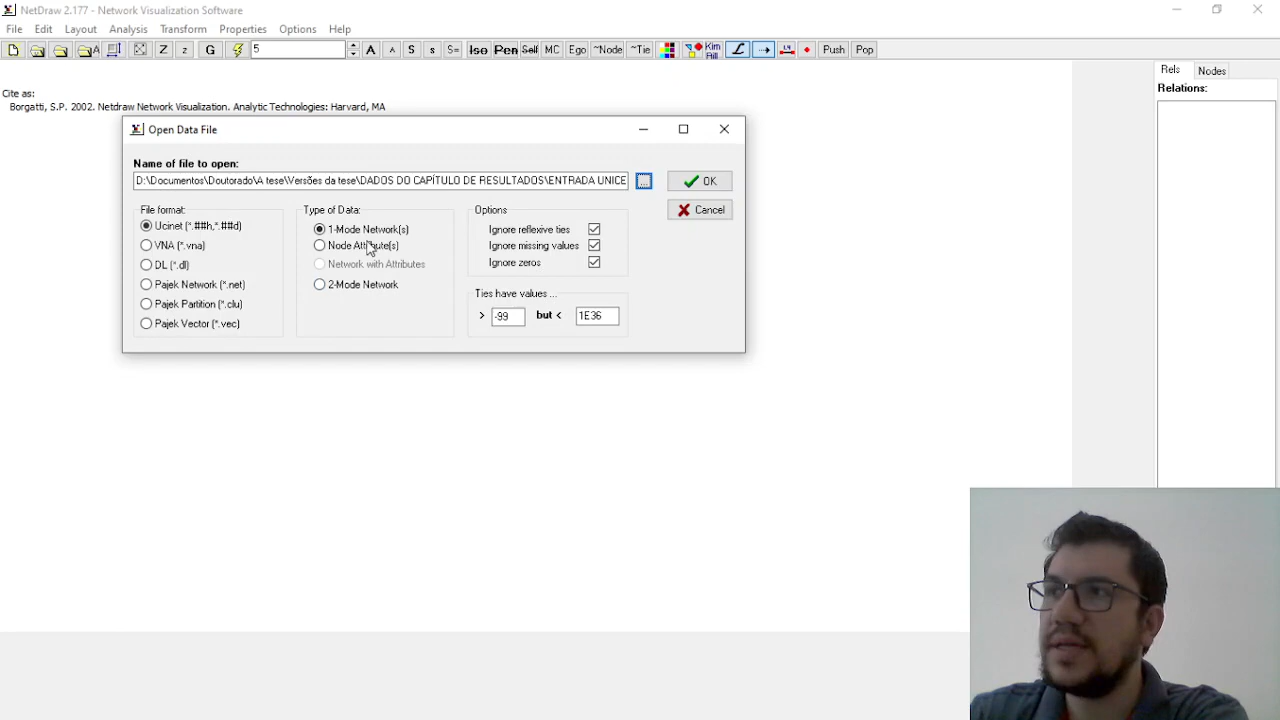 NetDraw 2.177 - Network Visualization Software
File Edit Layout Analysis Transform Properties Options Help
A Z z G 5 A A S s S= Iso Pen Self MC Ego ~Node ~Tie Kim Rill Push Pop
Rels Nodes
Relations:
Cite as:
Borgatti, S.P. 2002. Netdraw Network Visualization. Analytic Technologies: Harvard, MA
Open Data File
Name of file to open:
D:\Documentos\Doutorado\A tese\Versões da tese\DADOS DO CAPÍTULO DE RESULTADOS\ENTRADA UNICE
...
OK
Cancel
File format:
Ucinet (*.##h,*.##d)
VNA (*.vna)
DL (*.dl)
Pajek Network (*.net)
Pajek Partition (*.clu)
Pajek Vector (*.vec)
Type of Data:
1-Mode Network(s)
Node Attribute(s)
Network with Attributes
2-Mode Network
Options
Ignore reflexive ties
Ignore missing values
Ignore zeros
Ties have values ...
> -99 but < 1E36